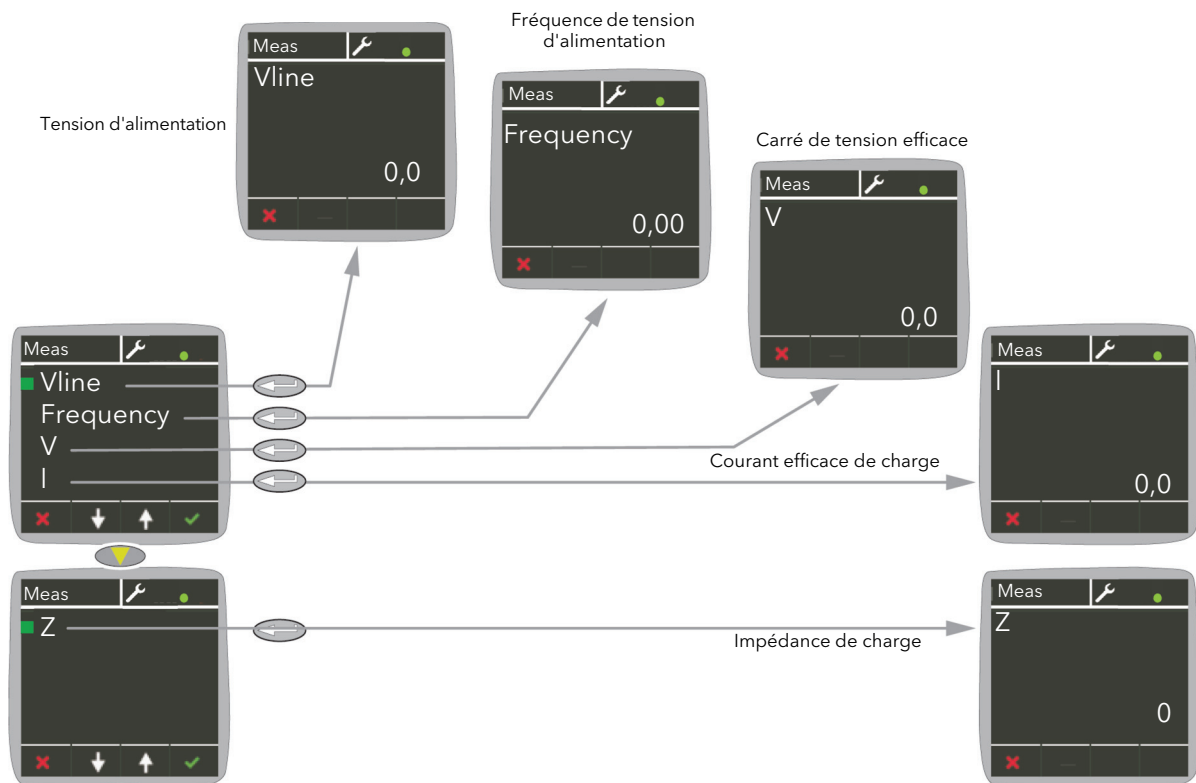 Fréquence de tension
d'alimentation
Meas
Vline
0,0
Tension d'alimentation
Meas
Frequency
0,00
Carré de tension efficace
Meas
V
0,0
Meas
Vline
Frequency
V
I
Courant efficace de charge
Meas
I
0,0
Meas
Z
Impédance de charge
Meas
Z
0